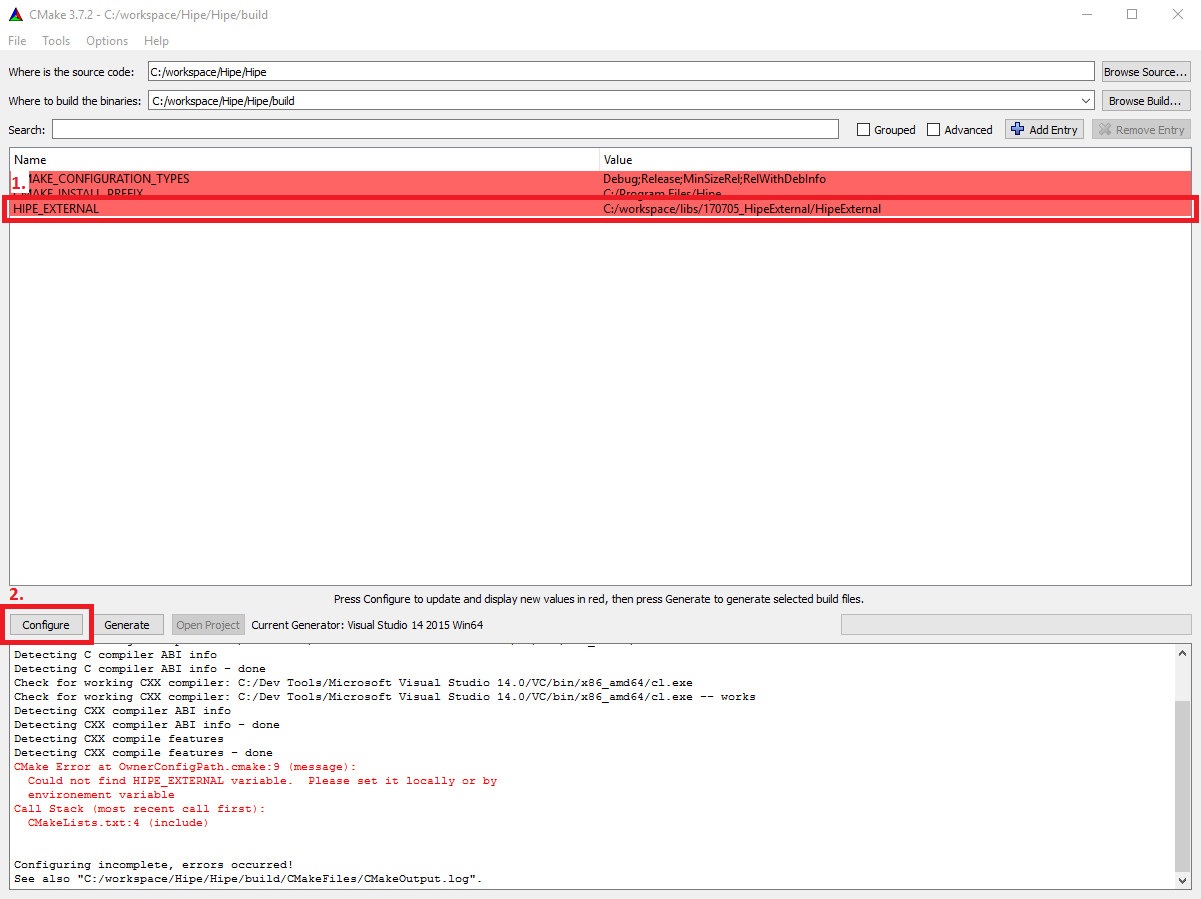 CMake 3.7.2 - C:/workspace/Hipe/Hipe/build
File Tools Options Help
Where is the source code: C:/workspace/Hipe/Hipe Browse Source...
Where to build the binaries: C:/workspace/Hipe/Hipe/build Browse Build...
Search: Grouped Advanced Add Entry Remove Entry
Name Value
1. MAKE_CONFIGURATION_TYPES Debug;Release;MinSizeRel;RelWithDebInfo
CMAKE_INSTALL_PREFIX C:/Program Files/Hipe
HIPE_EXTERNAL C:/workspace/libs/170705_HipeExternal/HipeExternal
2.
Press Configure to update and display new values in red, then press Generate to generate selected build files.
Configure Generate Open Project Current Generator: Visual Studio 14 2015 Win64
Detecting C compiler ABI info
Detecting C compiler ABI info - done
Check for working CXX compiler: C:/Dev Tools/Microsoft Visual Studio 14.0/VC/bin/x86_amd64/cl.exe
Check for working CXX compiler: C:/Dev Tools/Microsoft Visual Studio 14.0/VC/bin/x86_amd64/cl.exe -- works
Detecting CXX compiler ABI info
Detecting CXX compiler ABI info - done
Detecting CXX compile features
Detecting CXX compile features - done
CMake Error at OwnerConfigPath.cmake:9 (message):
Could not find HIPE_EXTERNAL variable. Please set it locally or by
environement variable
Call Stack (most recent call first):
CMakeLists.txt:4 (include)
Configuring incomplete, errors occurred!
See also "C:/workspace/Hipe/Hipe/build/CMakeFiles/CMakeOutput.log".